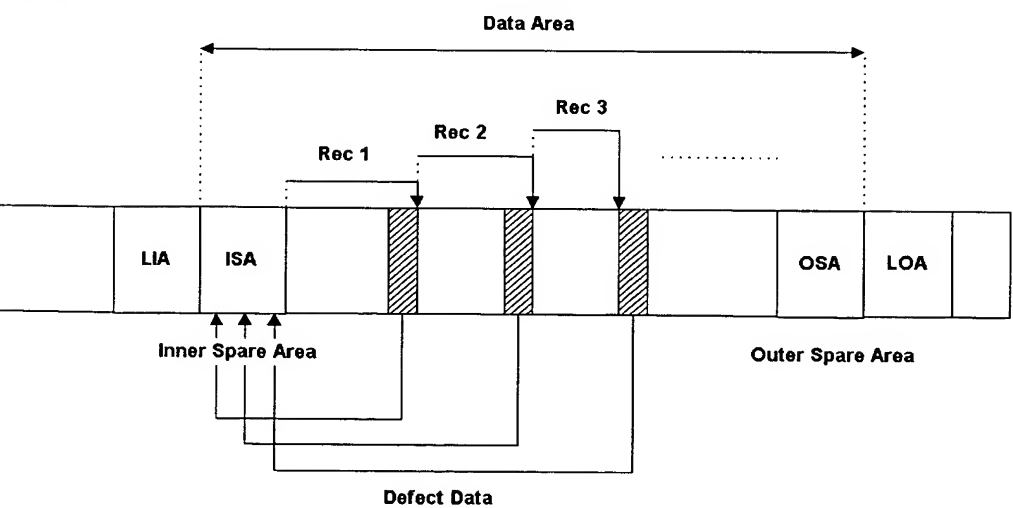 Data Area
Rec 3
Rec 2
Rec 1
LIA
ISA
OSA
LOA
Inner Spare Area
Outer Spare Area
Defect Data